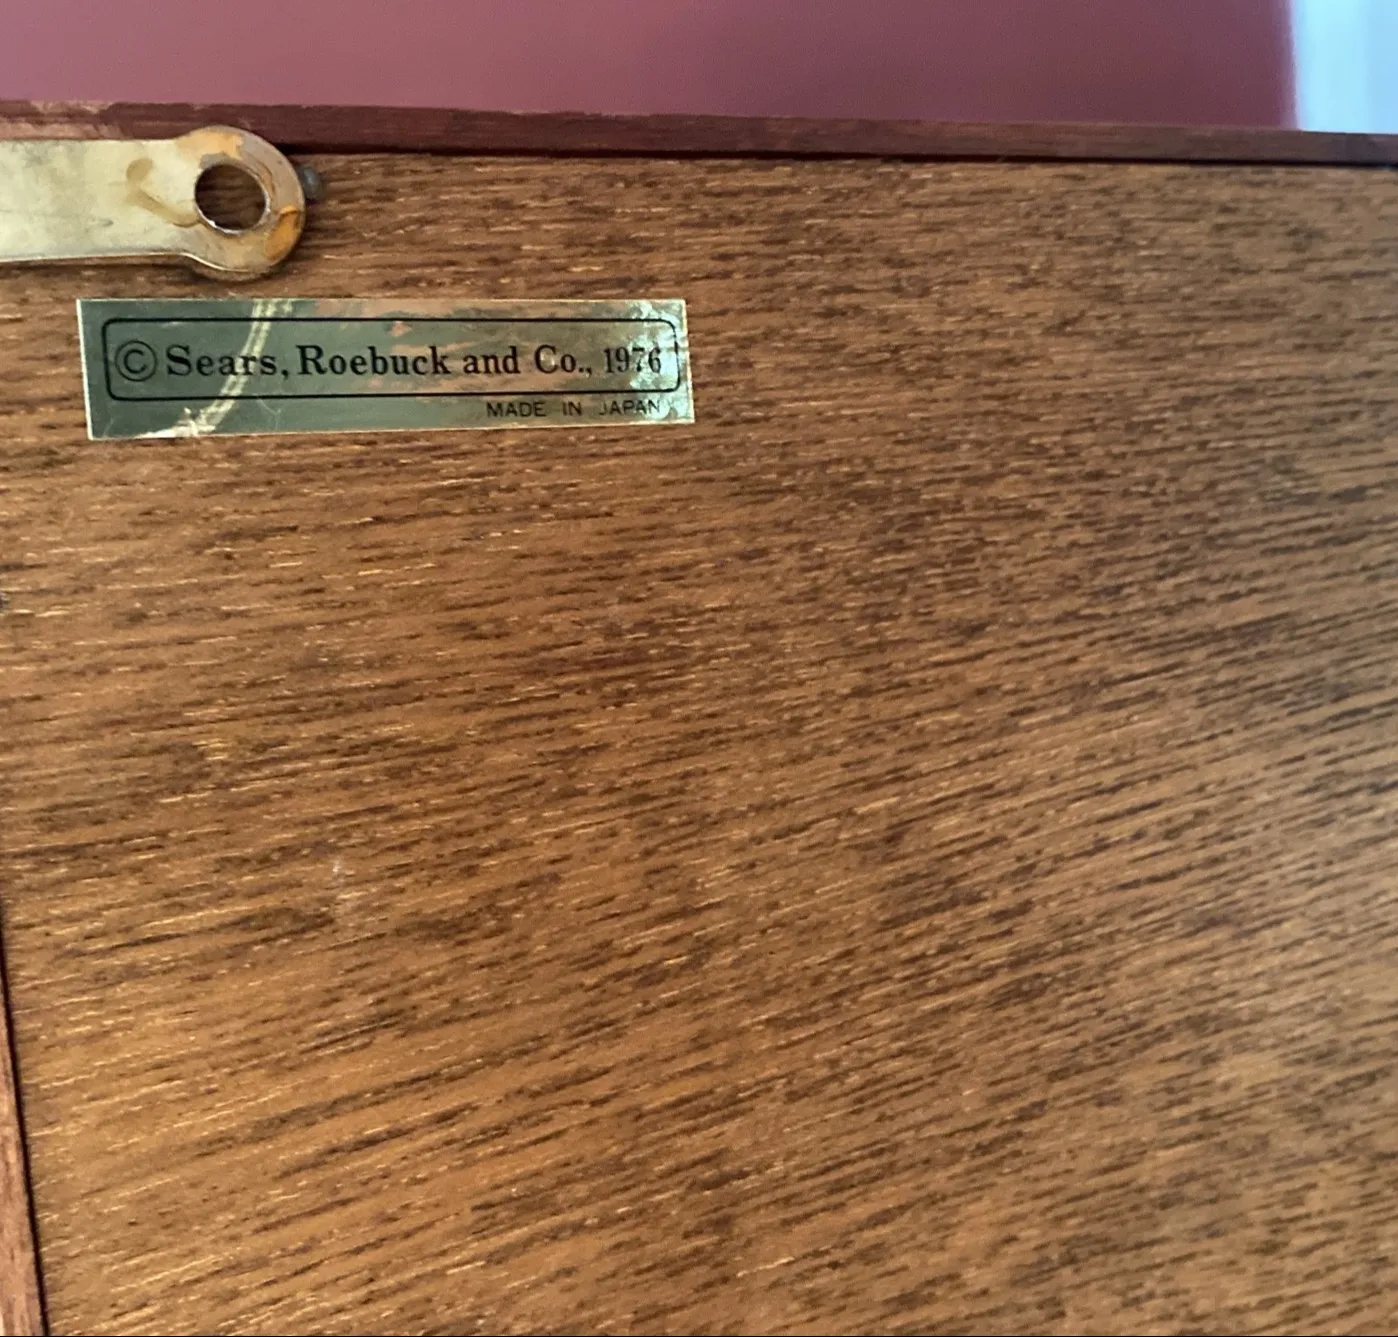 © Sears, Roebuck and Co., 1976
MADE IN JAPAN